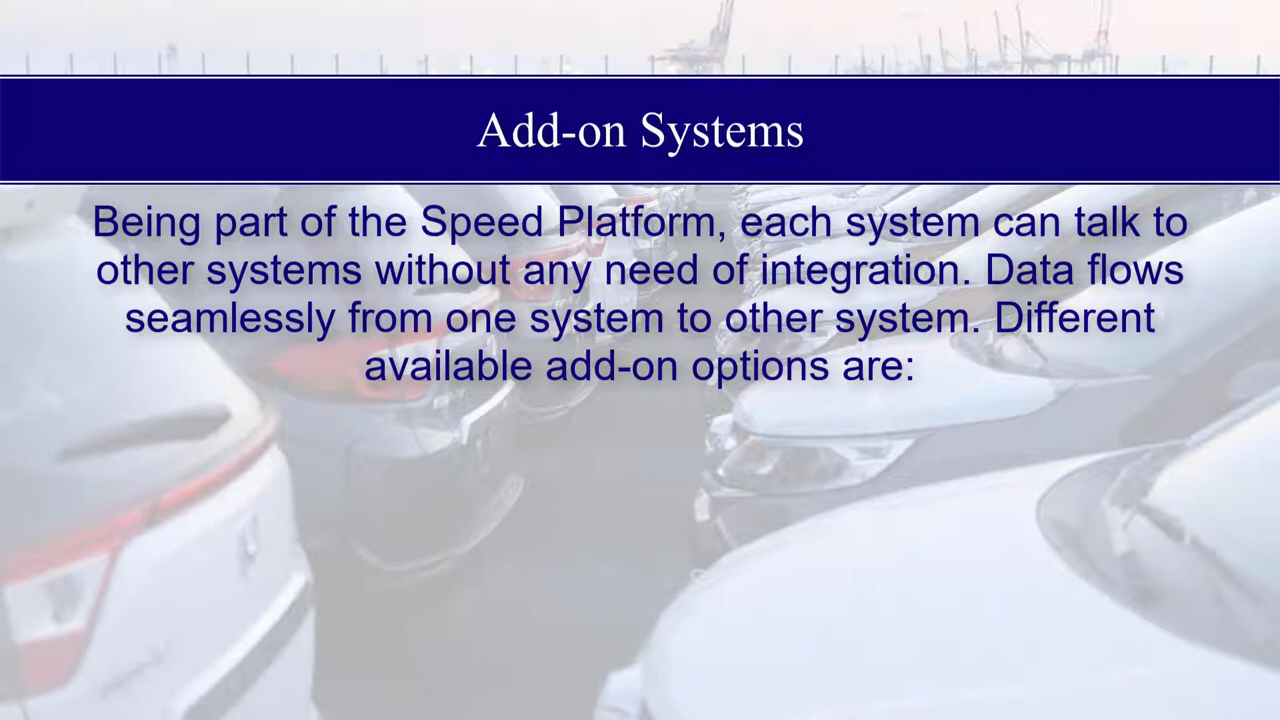 Add-on Systems
Being part of the Speed Platform, each system can talk to
other systems without any need of integration. Data flows
seamlessly from one system to other system. Different
available add-on options are: